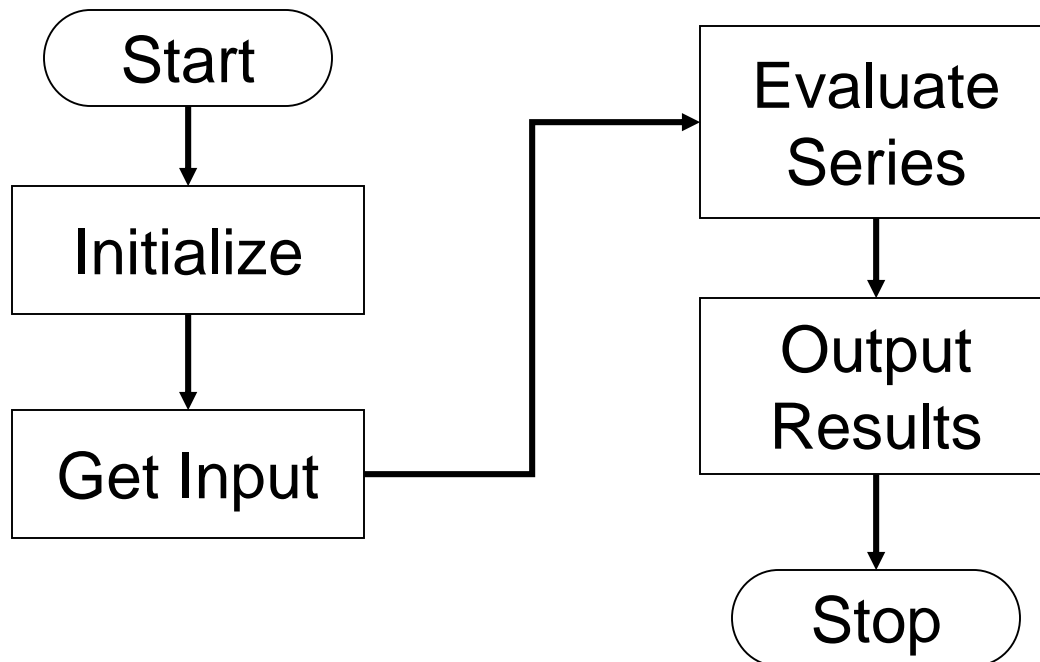 Start
Initialize
Get Input
Evaluate
Series
Output
Results
Stop